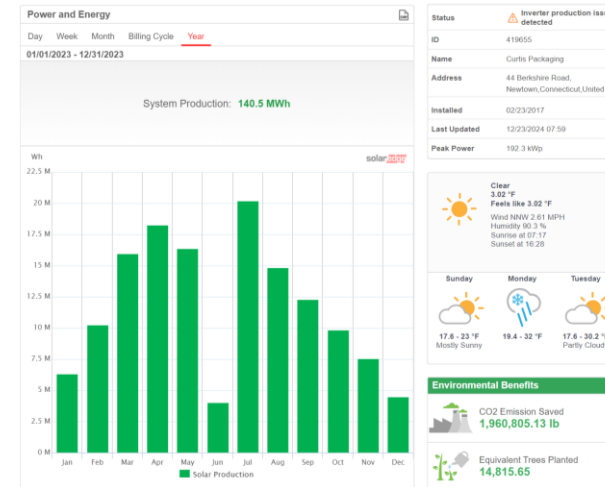 Power and Energy
Day Week Month Billing Cycle Year
01/01/2023 - 12/31/2023
System Production: 140.5 MWh
Wh
solar
22.5 M
20 M
17.5 M
15 M
12.5 M
10 M
7.5 M
5 M
2.5 M
0 M
Jan Feb Mar Apr May Jun Jul Aug Sep Oct Nov Dec
Solar Production
Status Inverter production
detected
ID 419655
Name Curtis Packaging
Address 44 Berkshire Road,
Newtown,Connecticut,United
Installed 02/23/2017
Last Updated 12/23/2024 07:59
Peak Power 192.3 kWp
Clear
3.02 °F
Feels like 3.02 °F
Wind NNW 2.61 MPH
Humidity 90.3 %
Sunrise at 07:17
Sunset at 16:28
Sunday Monday Tuesday
17.6 - 23 °F 19.4 - 32 °F 17.6 - 30.2 °
Mostly Sunny Partly Cloud
Environmental Benefits
CO2 Emission Saved
1,960,805.13 lb
Equivalent Trees Planted
14,815.65